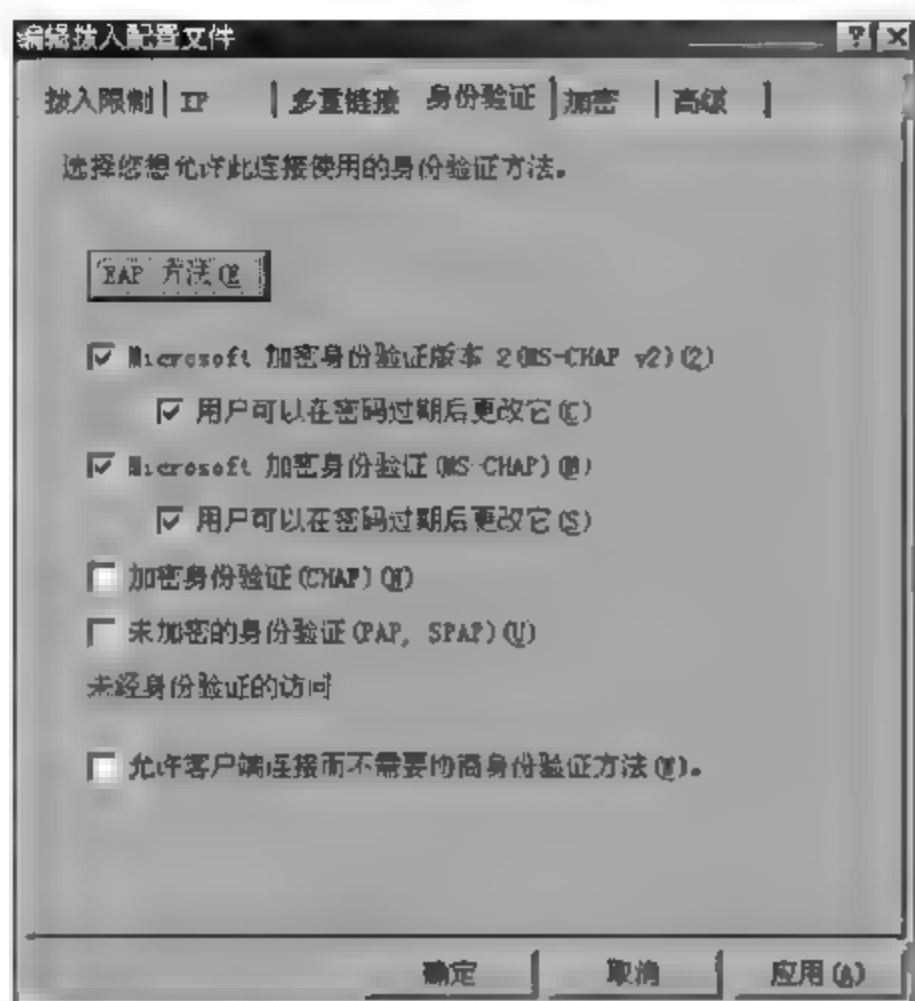 编辑拨入配置文件
拨入限制 IP 多重链接 身份验证 加密 高级
选择您想允许此连接使用的身份验证方法。
EAP 方法(E
Microsoft 加密身份验证版本 2(MS-CHAP v2)(2)
用户可以在密码过期后更改它(C)
Microsoft 加密身份验证(MS-CHAP)(M)
用户可以在密码过期后更改它(S)
加密身份验证(CHAP)(H)
未加密的身份验证(PAP, SPAP)(U)
未经身份验证的访问
允许客户端连接而不需要协商身份验证方法(W)。
确定 取消 应用(A)